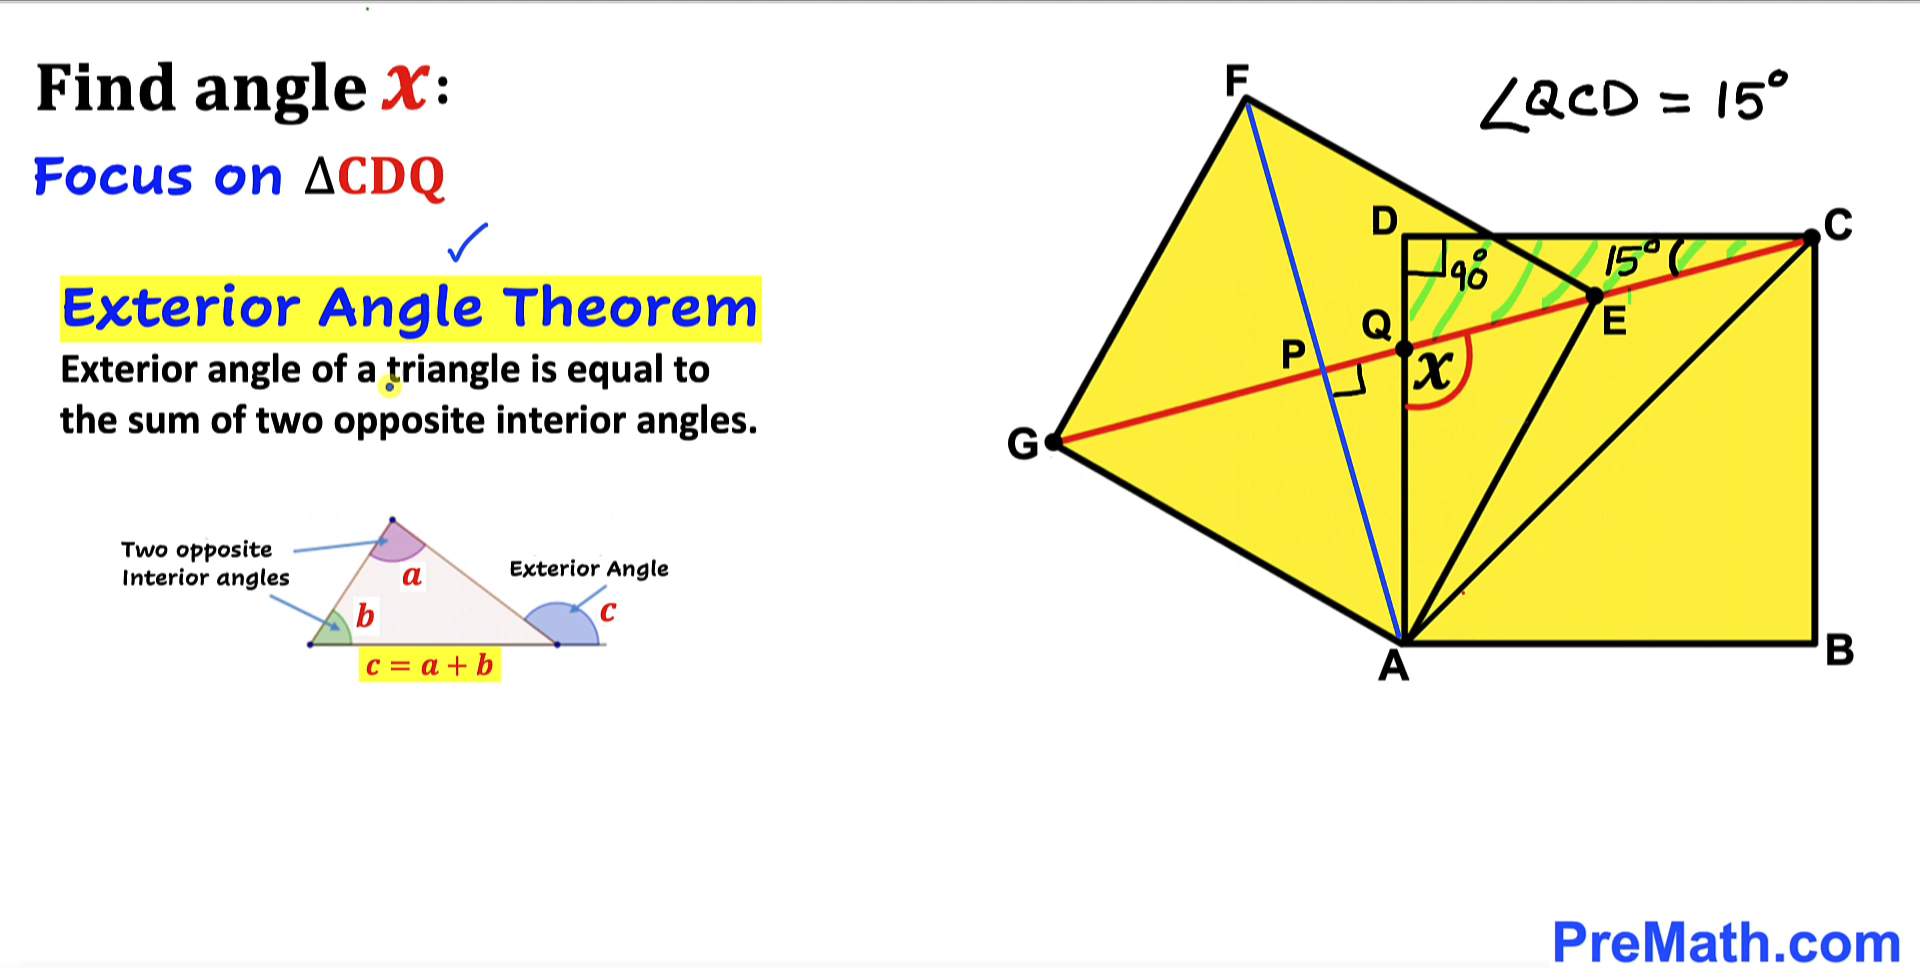 Find angle x:
Focus on ΔCDQ
✓
Exterior Angle Theorem
Exterior angle of a triangle is equal to
the sum of two opposite interior angles.
Two opposite
Interior angles
a
b
Exterior Angle
c
c = a + b
∠QCD = 15°
F
D
C
90°
15°
Q
E
P
x
G
A
B
PreMath.com